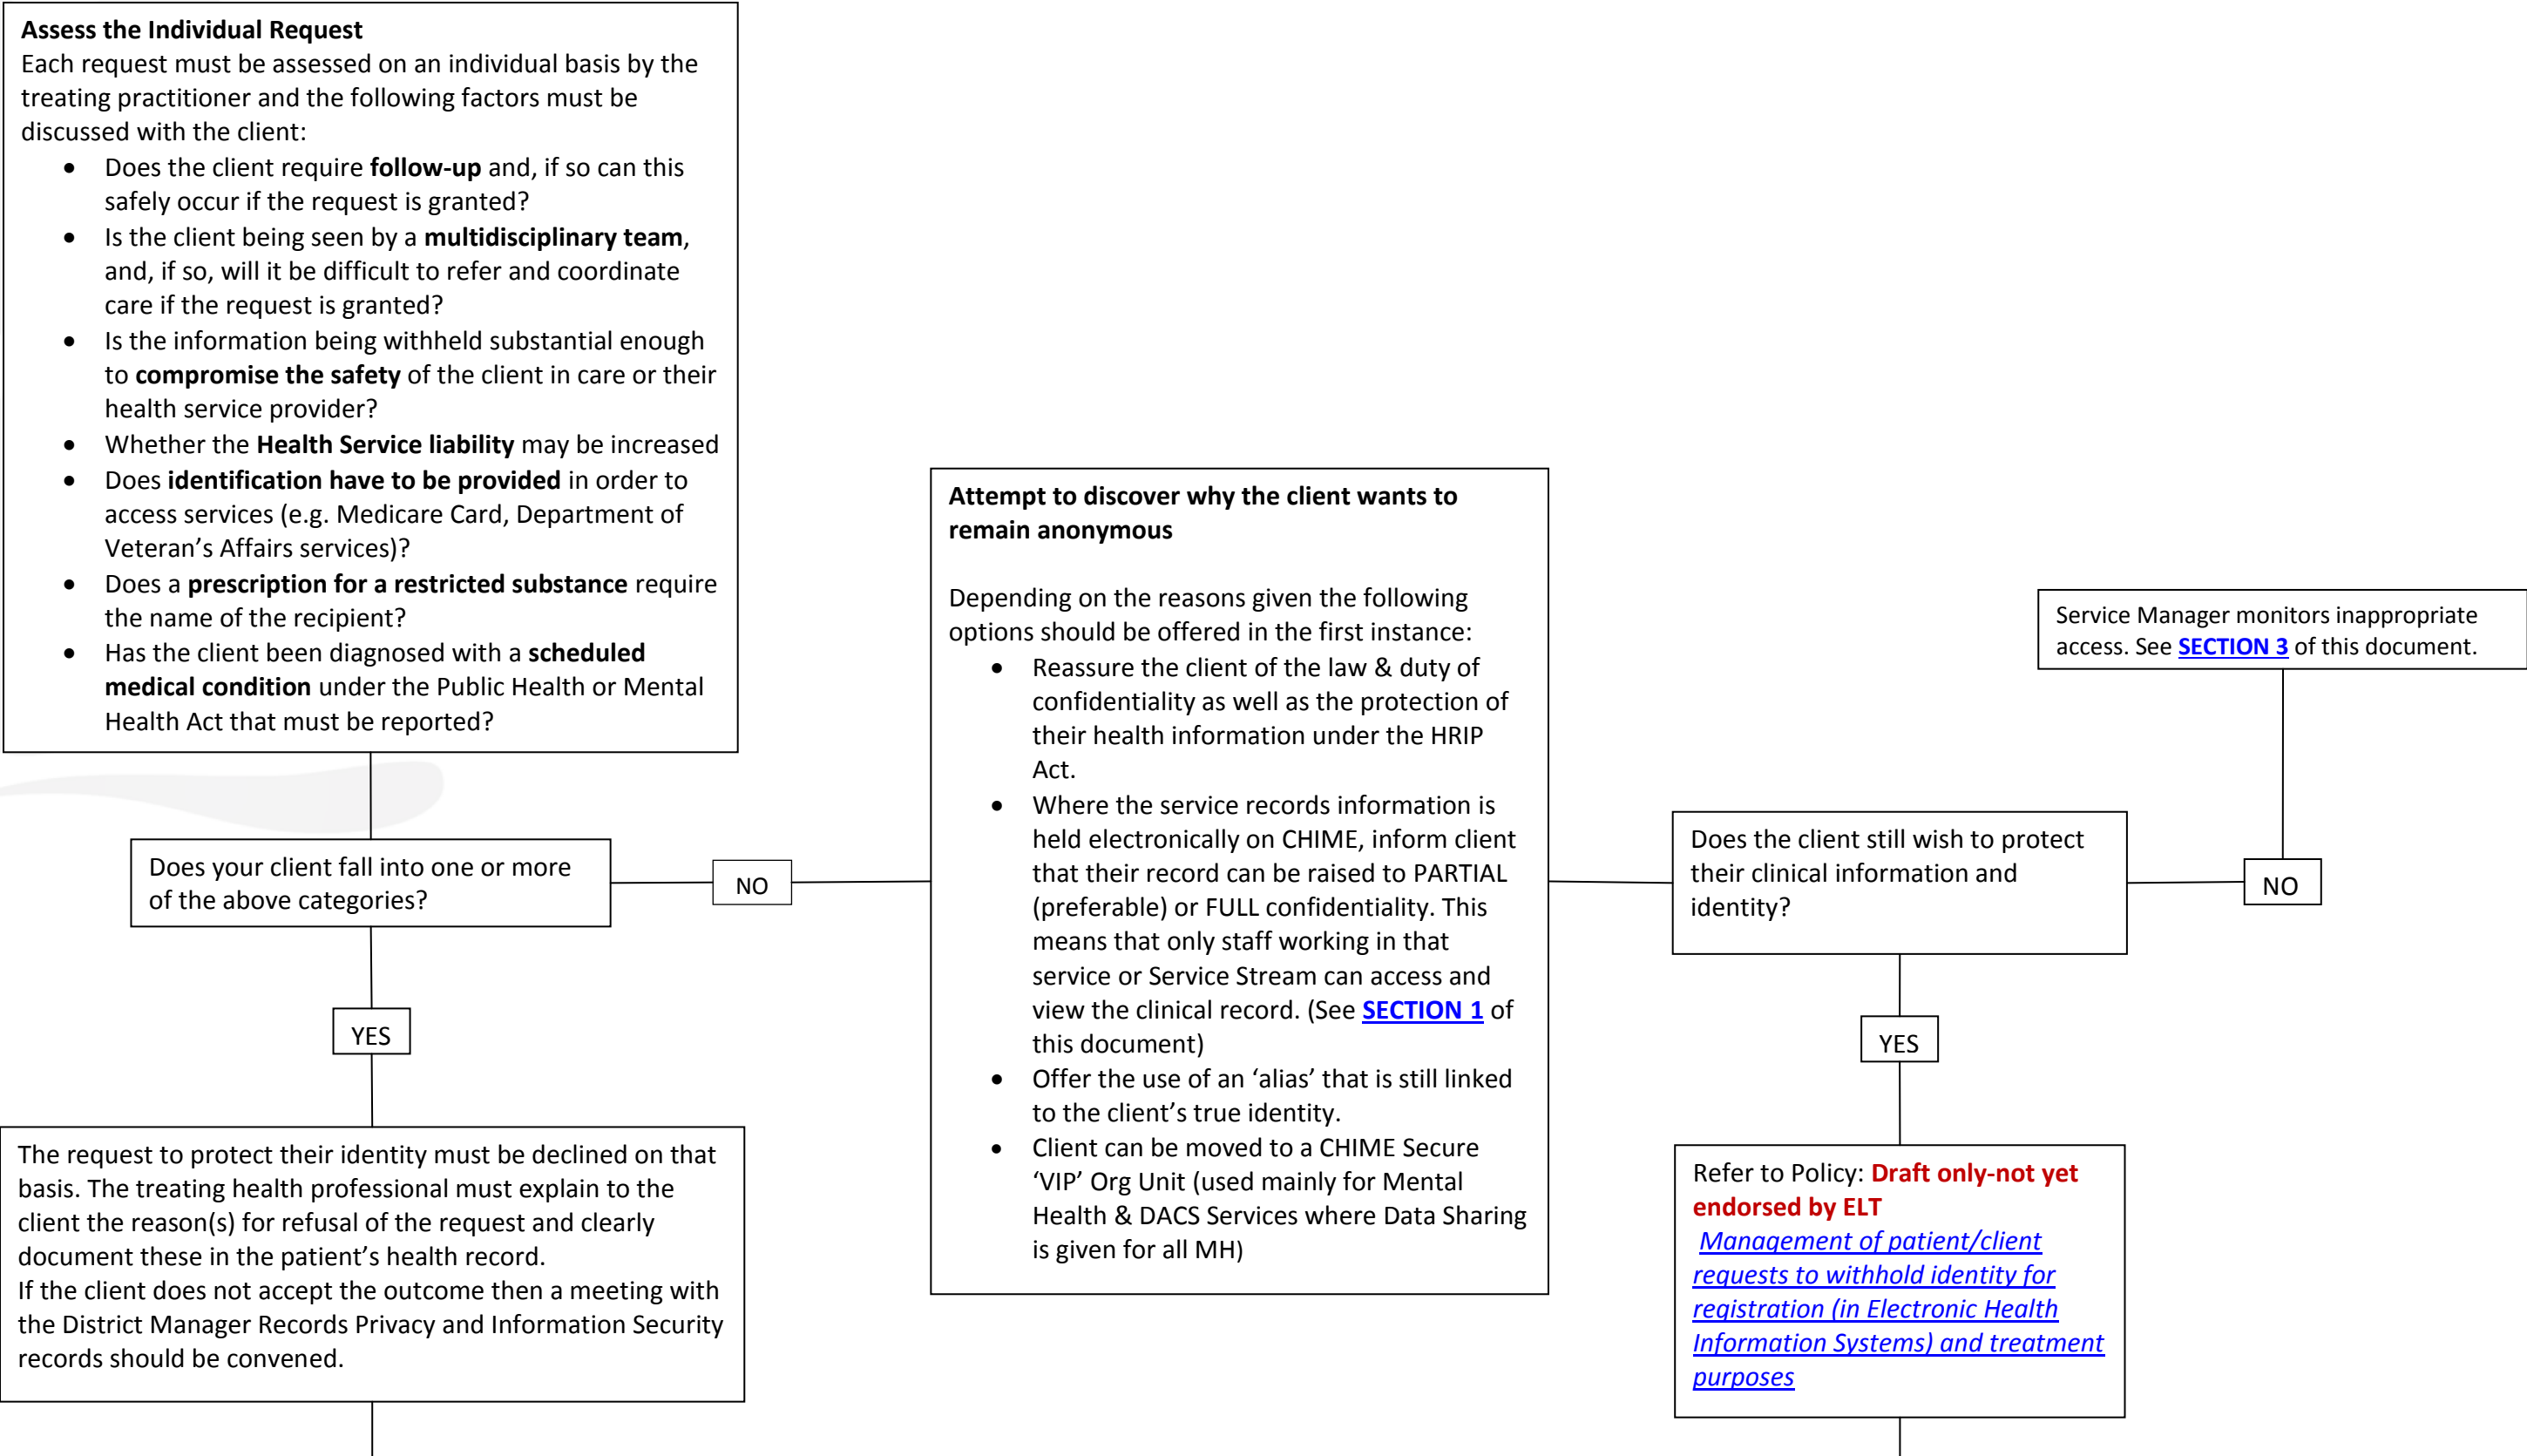 Assess the Individual Request
Each request must be assessed on an individual basis by the
treating practitioner and the following factors must be
discussed with the client:
• Does the client require follow-up and, if so can this
safely occur if the request is granted?
• Is the client being seen by a multidisciplinary team,
and, if so, will it be difficult to refer and coordinate
care if the request is granted?
• Is the information being withheld substantial enough
to compromise the safety of the client in care or their
health service provider?
• Whether the Health Service liability may be increased
• Does identification have to be provided in order to
access services (e.g. Medicare Card, Department of
Veteran’s Affairs services)?
• Does a prescription for a restricted substance require
the name of the recipient?
• Has the client been diagnosed with a scheduled
medical condition under the Public Health or Mental
Health Act that must be reported?
Does your client fall into one or more
of the above categories?
NO
YES
The request to protect their identity must be declined on that
basis. The treating health professional must explain to the
client the reason(s) for refusal of the request and clearly
document these in the patient’s health record.
If the client does not accept the outcome then a meeting with
the District Manager Records Privacy and Information Security
records should be convened.
Attempt to discover why the client wants to
remain anonymous
Depending on the reasons given the following
options should be offered in the first instance:
• Reassure the client of the law & duty of
confidentiality as well as the protection of
their health information under the HRIP
Act.
• Where the service records information is
held electronically on CHIME, inform client
that their record can be raised to PARTIAL
(preferable) or FULL confidentiality. This
means that only staff working in that
service or Service Stream can access and
view the clinical record. (See SECTION 1 of
this document)
• Offer the use of an ‘alias’ that is still linked
to the client’s true identity.
• Client can be moved to a CHIME Secure
‘VIP’ Org Unit (used mainly for Mental
Health & DACS Services where Data Sharing
is given for all MH)
Service Manager monitors inappropriate
access. See SECTION 3 of this document.
Does the client still wish to protect
their clinical information and
identity?
NO
YES
Refer to Policy: Draft only-not yet
endorsed by ELT
Management of patient/client
requests to withhold identity for
registration (in Electronic Health
Information Systems) and treatment
purposes